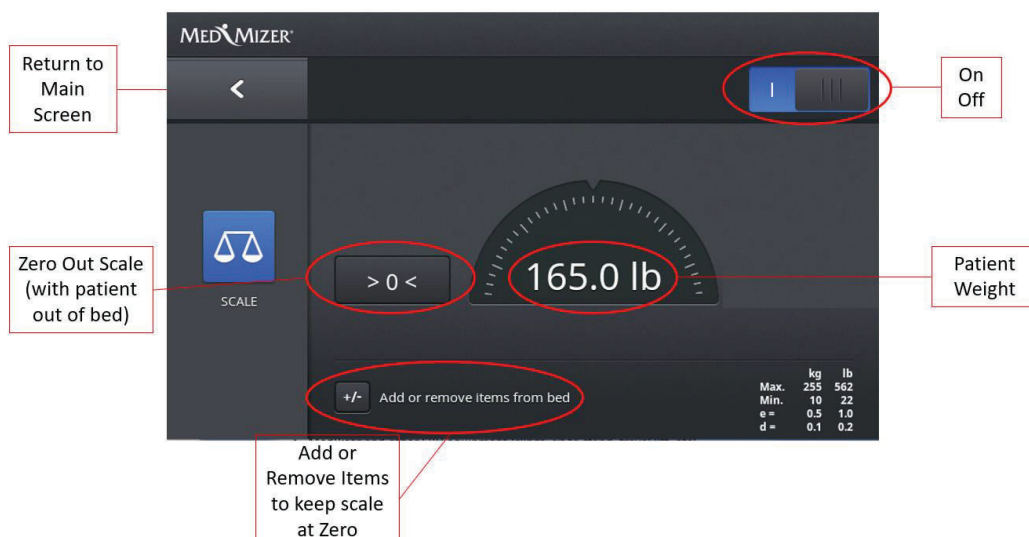 MEDMIZER®
Return to
Main
Screen
<
I
On
Off
Zero Out Scale
(with patient
out of bed)
SCALE
> 0 <
165.0 lb
Patient
Weight
+/- Add or remove items from bed
kg lb
Max. 255 562
Min. 10 22
e = 0.5 1.0
d = 0.1 0.2
Add or
Remove Items
to keep scale
at Zero